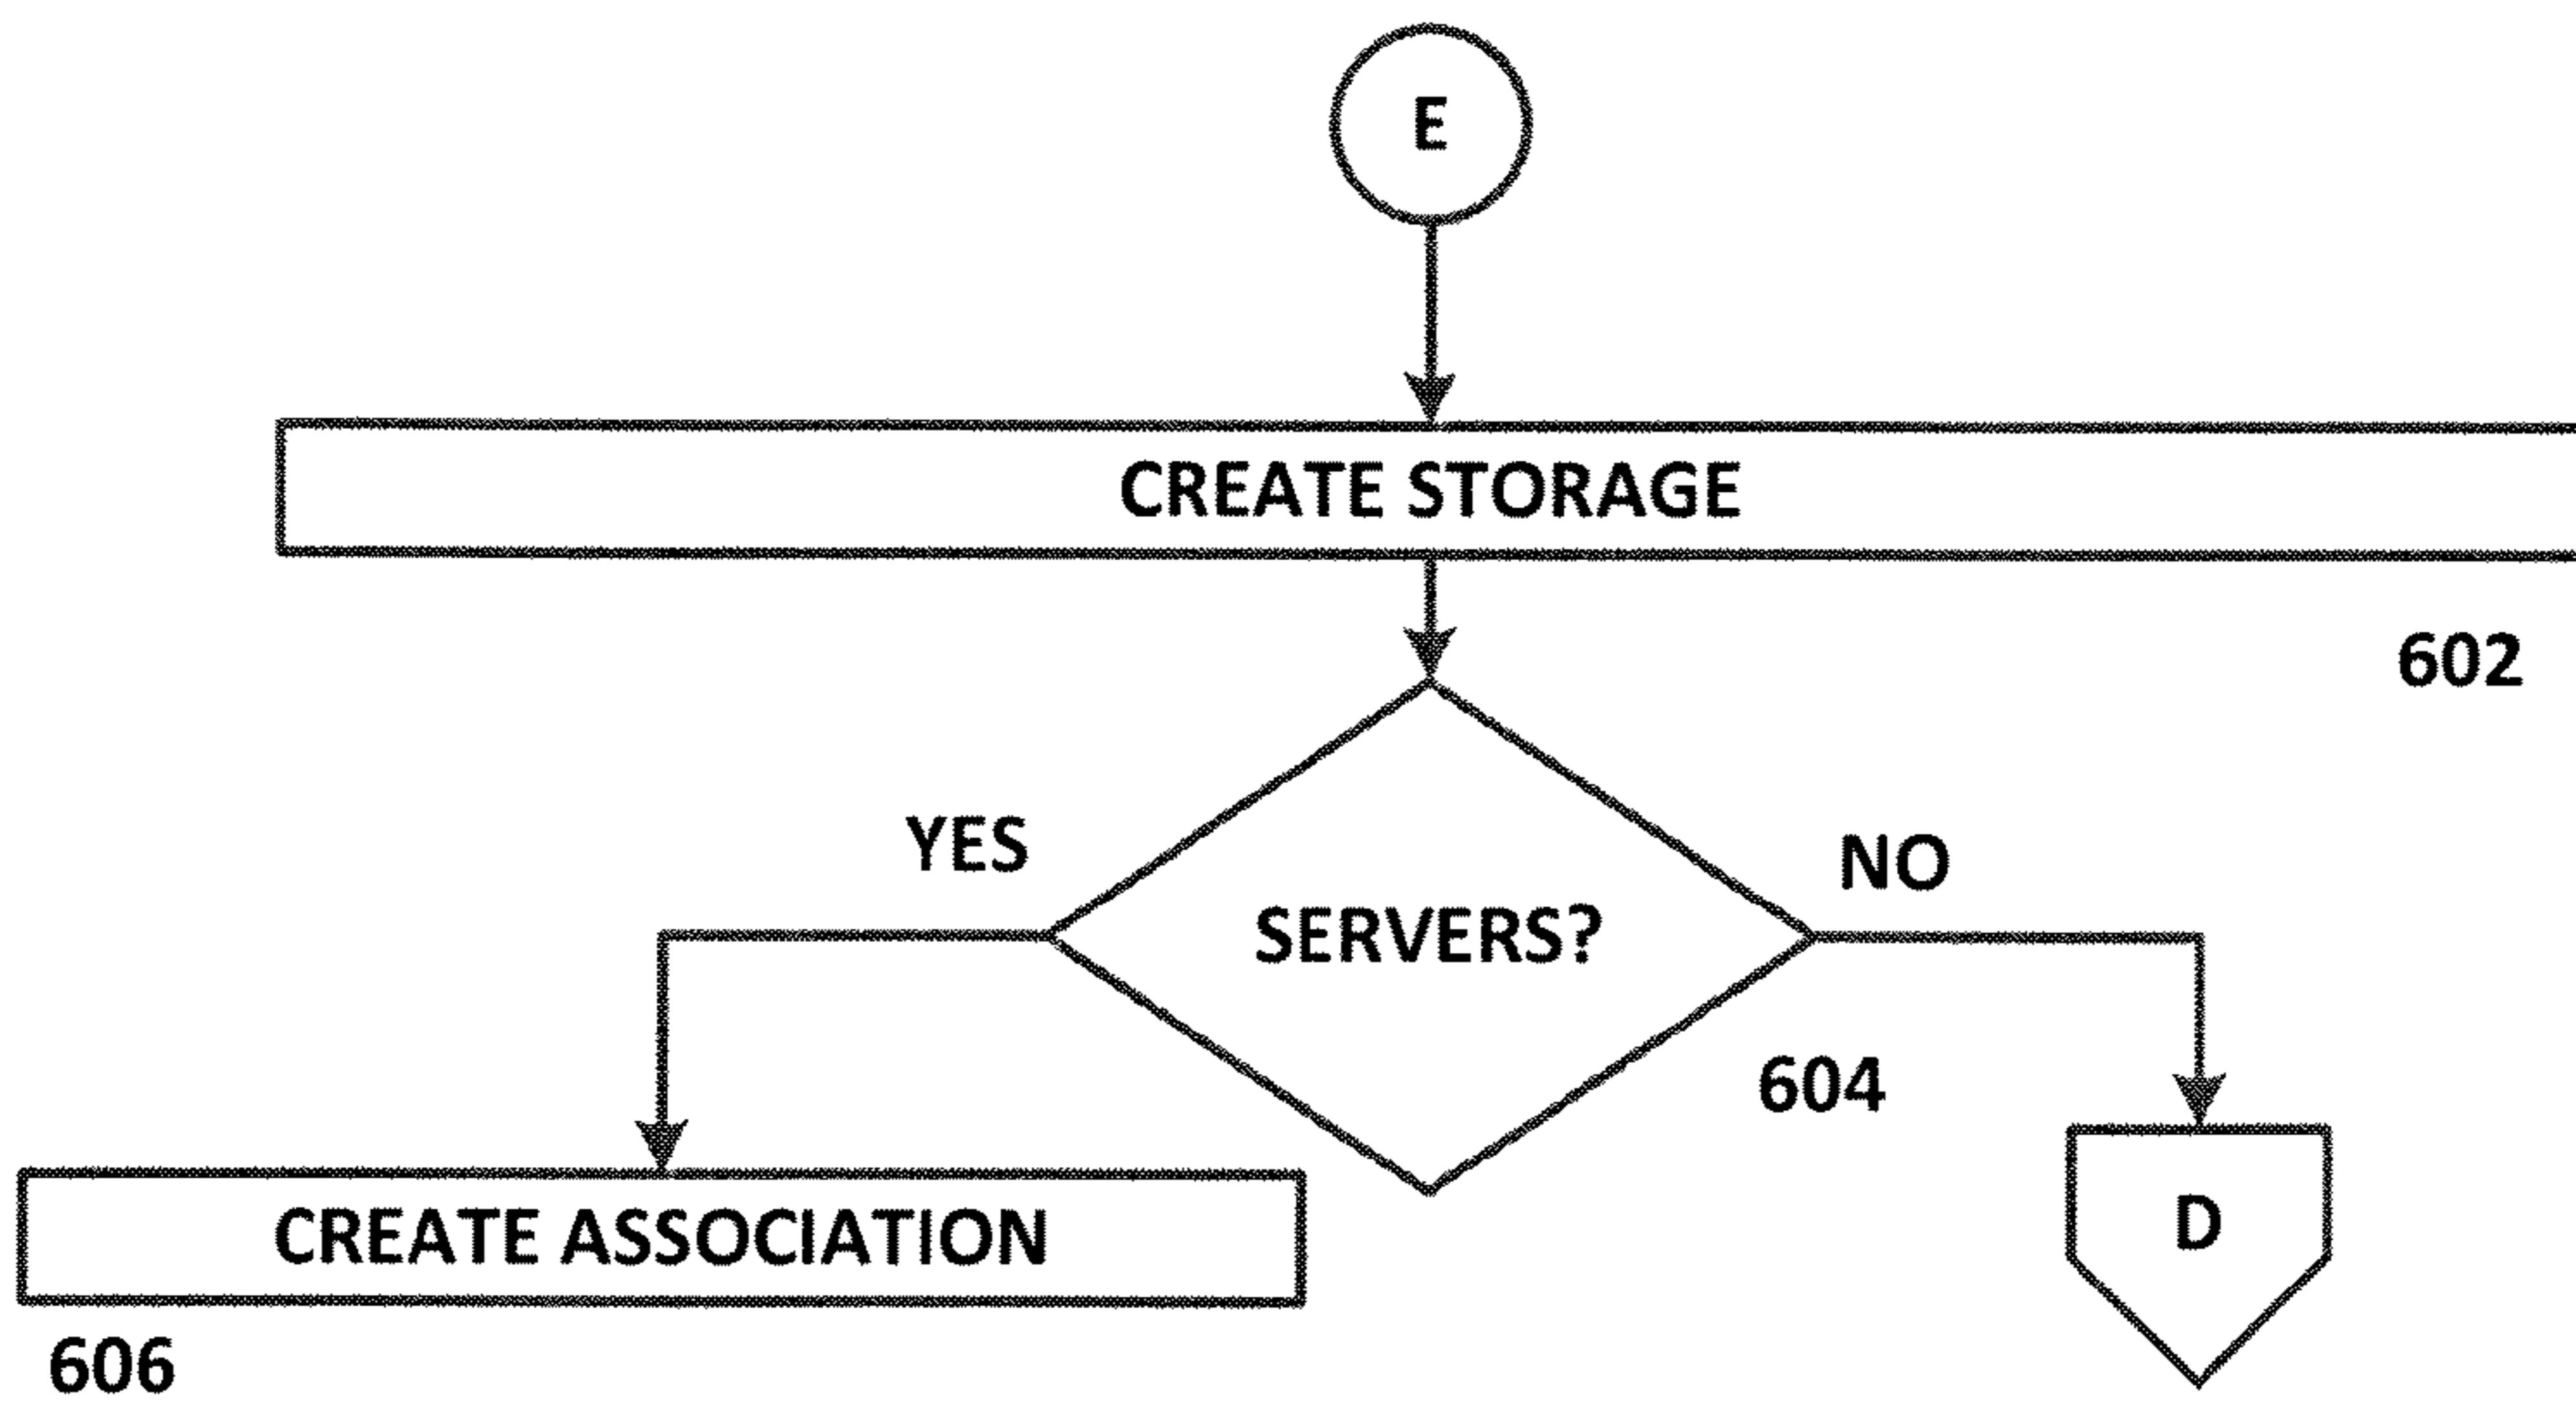 E
CREATE STORAGE
602
YES
NO
SERVERS?
604
CREATE ASSOCIATION
D
606